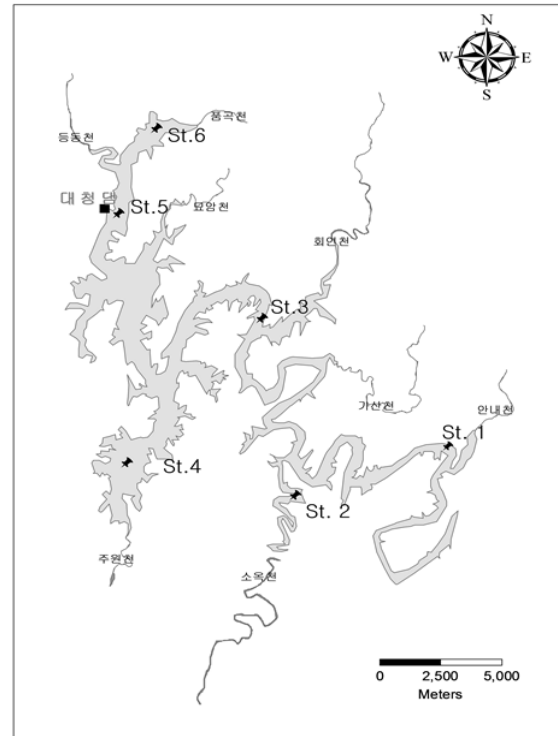 N
W E
S
품곡천
St.6
등동천
대청댐
St.5
묘암천
회인천
St.3
가산천
안내천
St. 1
St.4
St. 2
주원천
소옥천
0 2,500 5,000
Meters